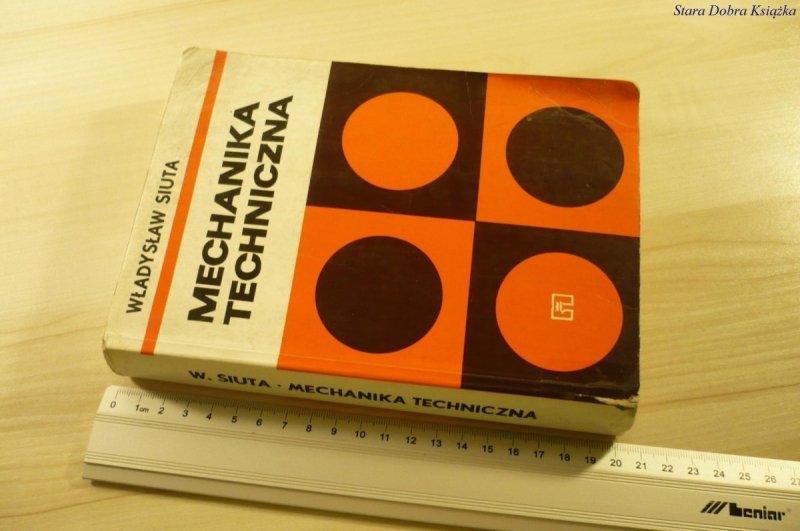 Stara Dobra Książka
WŁADYSŁAW SIUTA
MECHANIKA
TECHNICZNA
W. SIUTA · MECHANIKA TECHNICZNA
0 1cm 2 3 4 5 6 7 8 9 10 11 12 13 14 15 16 17 18 19 20 21 22 23 24 25 26 27
leniar